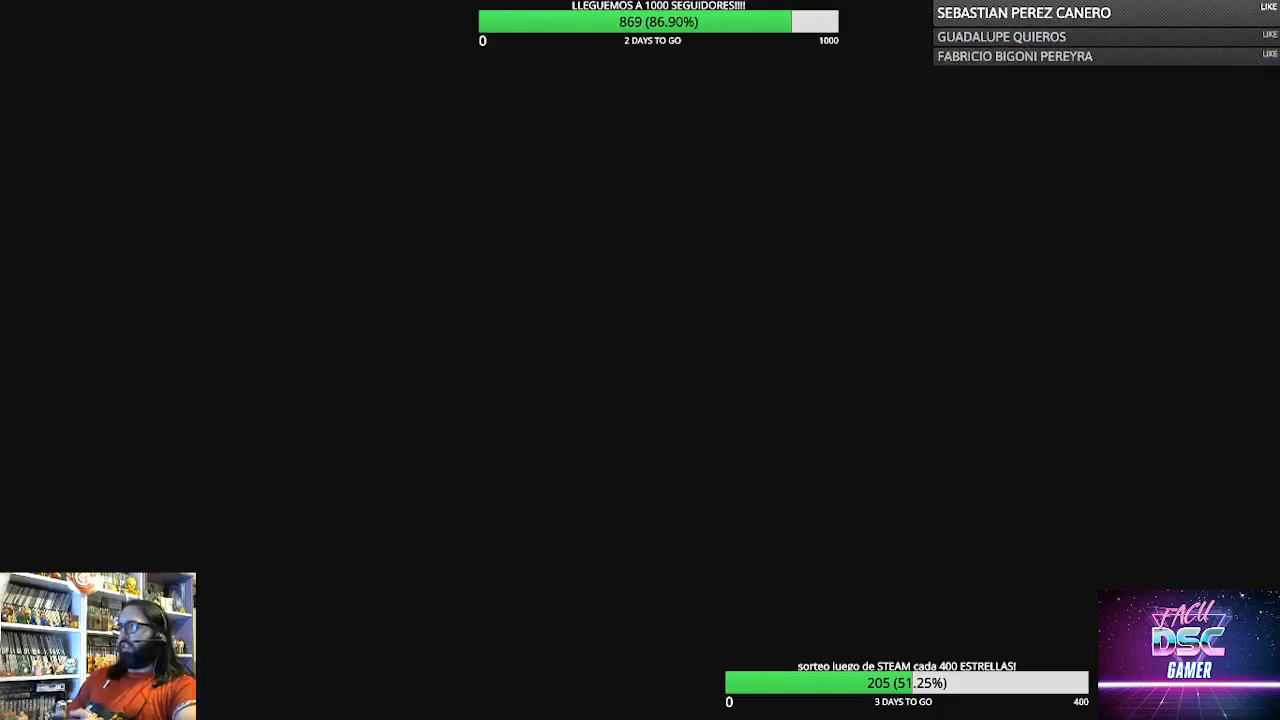 LLEGUEMOS A 1000 SEGUIDORES!!!!
869 (86.90%)
0
2 DAYS TO GO
1000
SEBASTIAN PEREZ CANERO
LIKE
GUADALUPE QUIEROS
LIKE
FABRICIO BIGONI PEREYRA
LIKE
sorteo juego de STEAM cada 400 ESTRELLAS!
205 (51.25%)
0
3 DAYS TO GO
400
FACU
DSC
GAMER